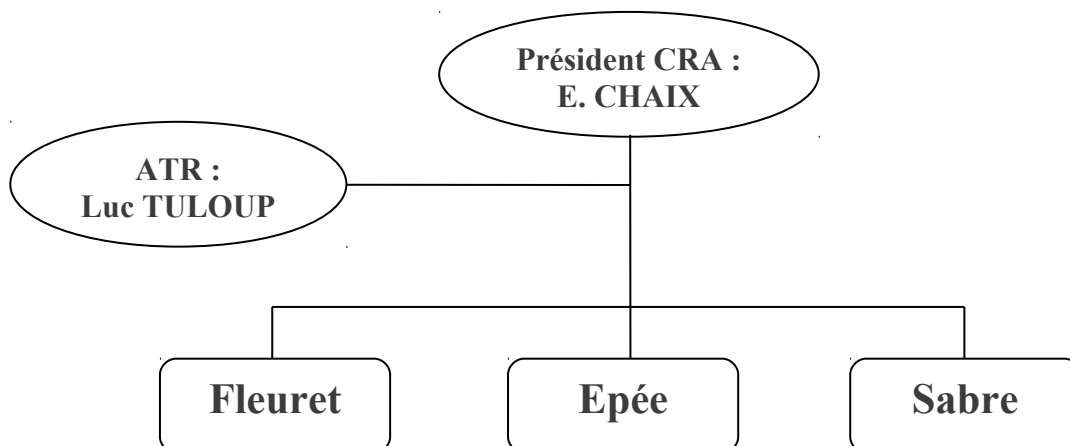 Président CRA :
E. CHAIX
ATR :
Luc TULOUP
Fleuret
Epée
Sabre